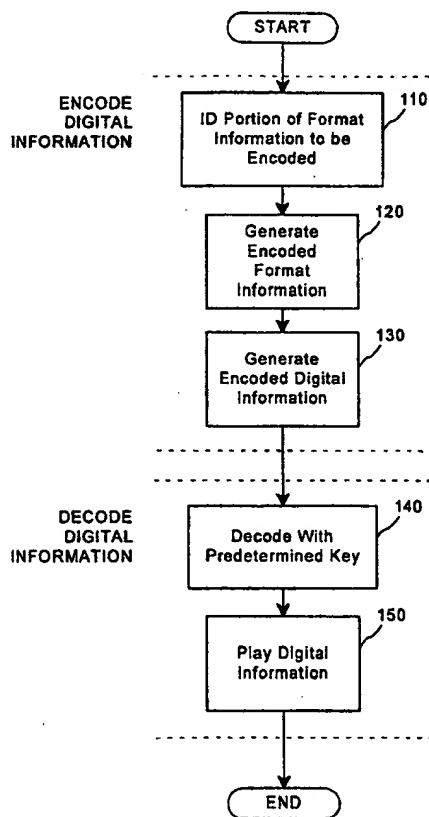 START
ENCODE
DIGITAL
INFORMATION
110
ID Portion of Format
Information to be
Encoded
120
Generate
Encoded
Format
Information
130
Generate
Encoded Digital
Information
DECODE
DIGITAL
INFORMATION
140
Decode With
Predetermined Key
150
Play Digital
Information
END